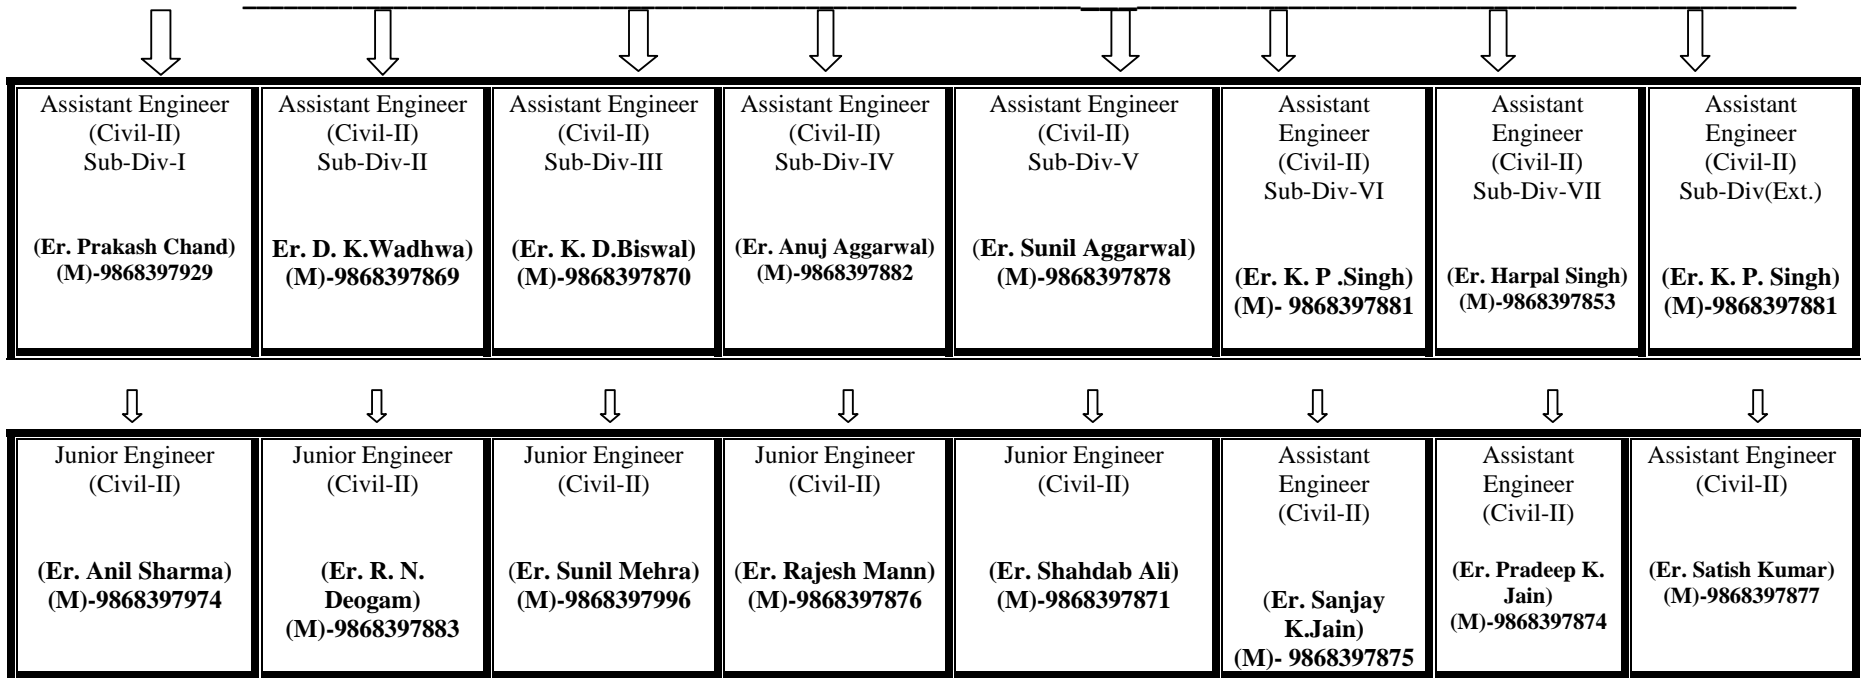 Assistant Engineer
(Civil-II)
Sub-Div-I
(Er. Prakash Chand)
(M)-9868397929
Assistant Engineer
(Civil-II)
Sub-Div-II
Er. D. K.Wadhwa)
(M)-9868397869
Assistant Engineer
(Civil-II)
Sub-Div-III
(Er. K. D.Biswal)
(M)-9868397870
Assistant Engineer
(Civil-II)
Sub-Div-IV
(Er. Anuj Aggarwal)
(M)-9868397882
Assistant Engineer
(Civil-II)
Sub-Div-V
(Er. Sunil Aggarwal)
(M)-9868397878
Assistant
Engineer
(Civil-II)
Sub-Div-VI
(Er. K. P .Singh)
(M)- 9868397881
Assistant
Engineer
(Civil-II)
Sub-Div-VII
(Er. Harpal Singh)
(M)-9868397853
Assistant
Engineer
(Civil-II)
Sub-Div(Ext.)
(Er. K. P. Singh)
(M)-9868397881
Junior Engineer
(Civil-II)
(Er. Anil Sharma)
(M)-9868397974
Junior Engineer
(Civil-II)
(Er. R. N.
Deogam)
(M)-9868397883
Junior Engineer
(Civil-II)
(Er. Sunil Mehra)
(M)-9868397996
Junior Engineer
(Civil-II)
(Er. Rajesh Mann)
(M)-9868397876
Junior Engineer
(Civil-II)
(Er. Shahdab Ali)
(M)-9868397871
Assistant
Engineer
(Civil-II)
(Er. Sanjay
K.Jain)
(M)- 9868397875
Assistant
Engineer
(Civil-II)
(Er. Pradeep K.
Jain)
(M)-9868397874
Assistant Engineer
(Civil-II)
(Er. Satish Kumar)
(M)-9868397877